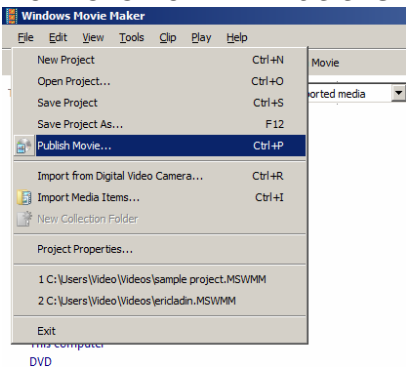 Windows Movie Maker
File Edit View Tools Clip Play Help
New Project Ctrl+N
Movie
Open Project... Ctrl+O
orted media
Save Project Ctrl+S
Save Project As... F12
Publish Movie... Ctrl+P
Import from Digital Video Camera... Ctrl+R
Import Media Items... Ctrl+I
New Collection Folder
Project Properties...
1 C:\Users\Video\Videos\sample project.MSWMM
2 C:\Users\Video\Videos\ericladin.MSWMM
Exit
This computer
DVD